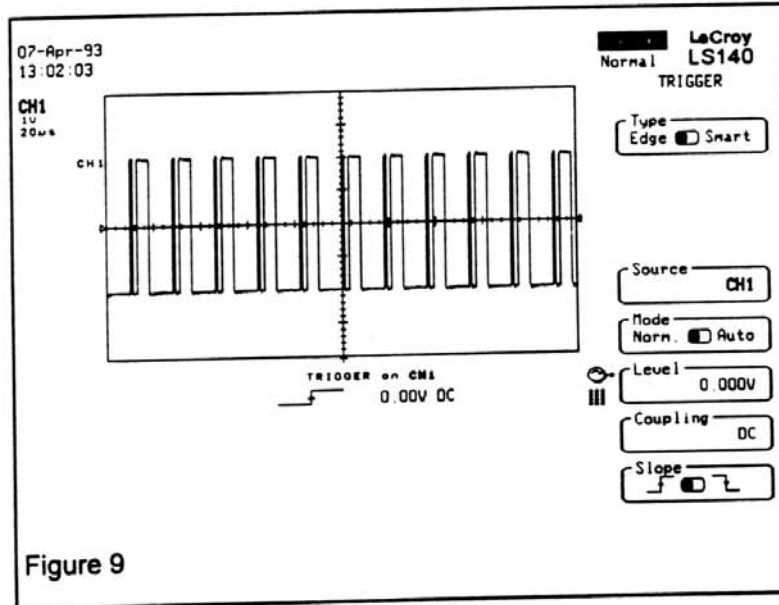 07-Apr-93
13:02:03
Normal
LeCroy
LS140
TRIGGER
CH1
1V
20µs
CH1
Type
Edge Smart
Source
CH1
Mode
Norm. Auto
Level
0.000V
Coupling
DC
Slope
TRIGGER on CH1
0.00V DC
Figure 9